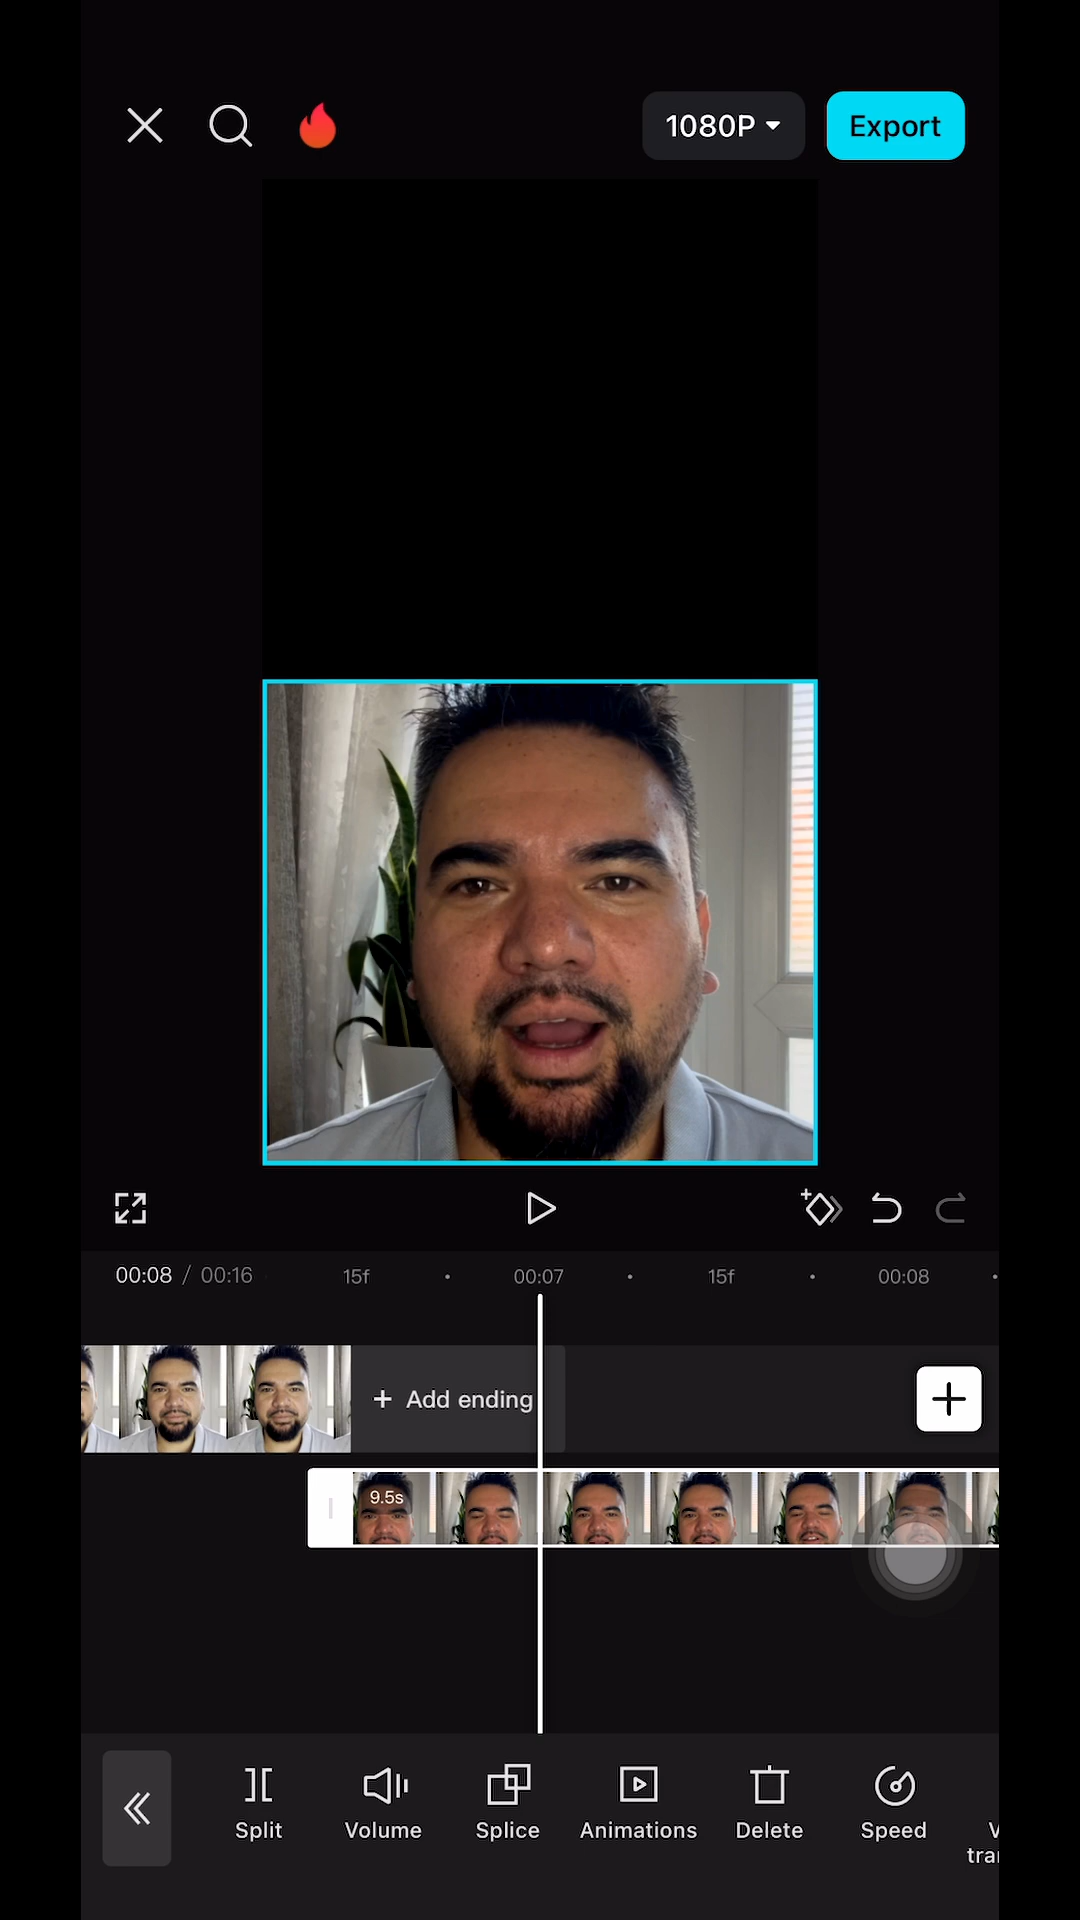 1080P
Export
00:08 / 00:16
15f
00:07
15f
00:08
+ Add ending
9.5s
Split
Volume
Splice
Animations
Delete
Speed